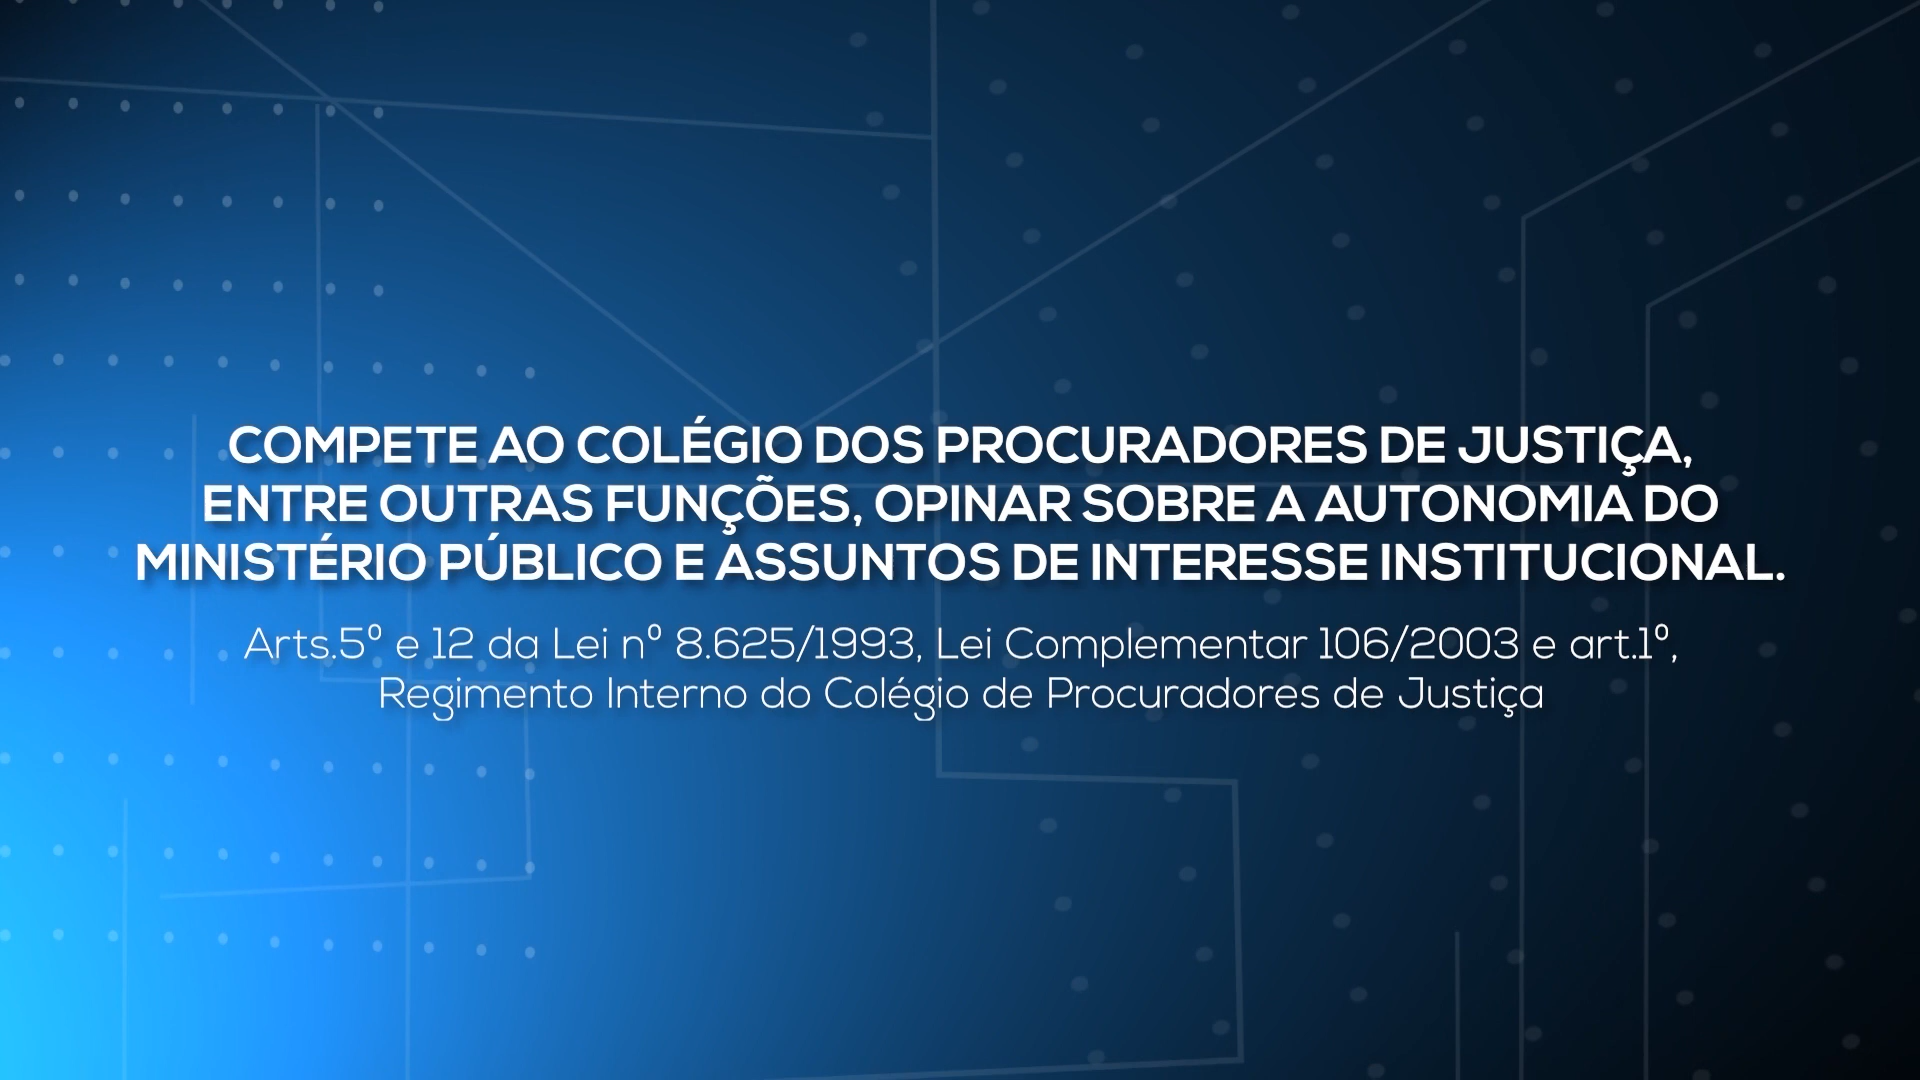 COMPETE AO COLÉGIO DOS PROCURADORES DE JUSTIÇA,
ENTRE OUTRAS FUNÇÕES, OPINAR SOBRE A AUTONOMIA DO
MINISTÉRIO PÚBLICO E ASSUNTOS DE INTERESSE INSTITUCIONAL.
Arts.5º e 12 da Lei nº 8.625/1993, Lei Complementar 106/2003 e art.1º,
Regimento Interno do Colégio de Procuradores de Justiça